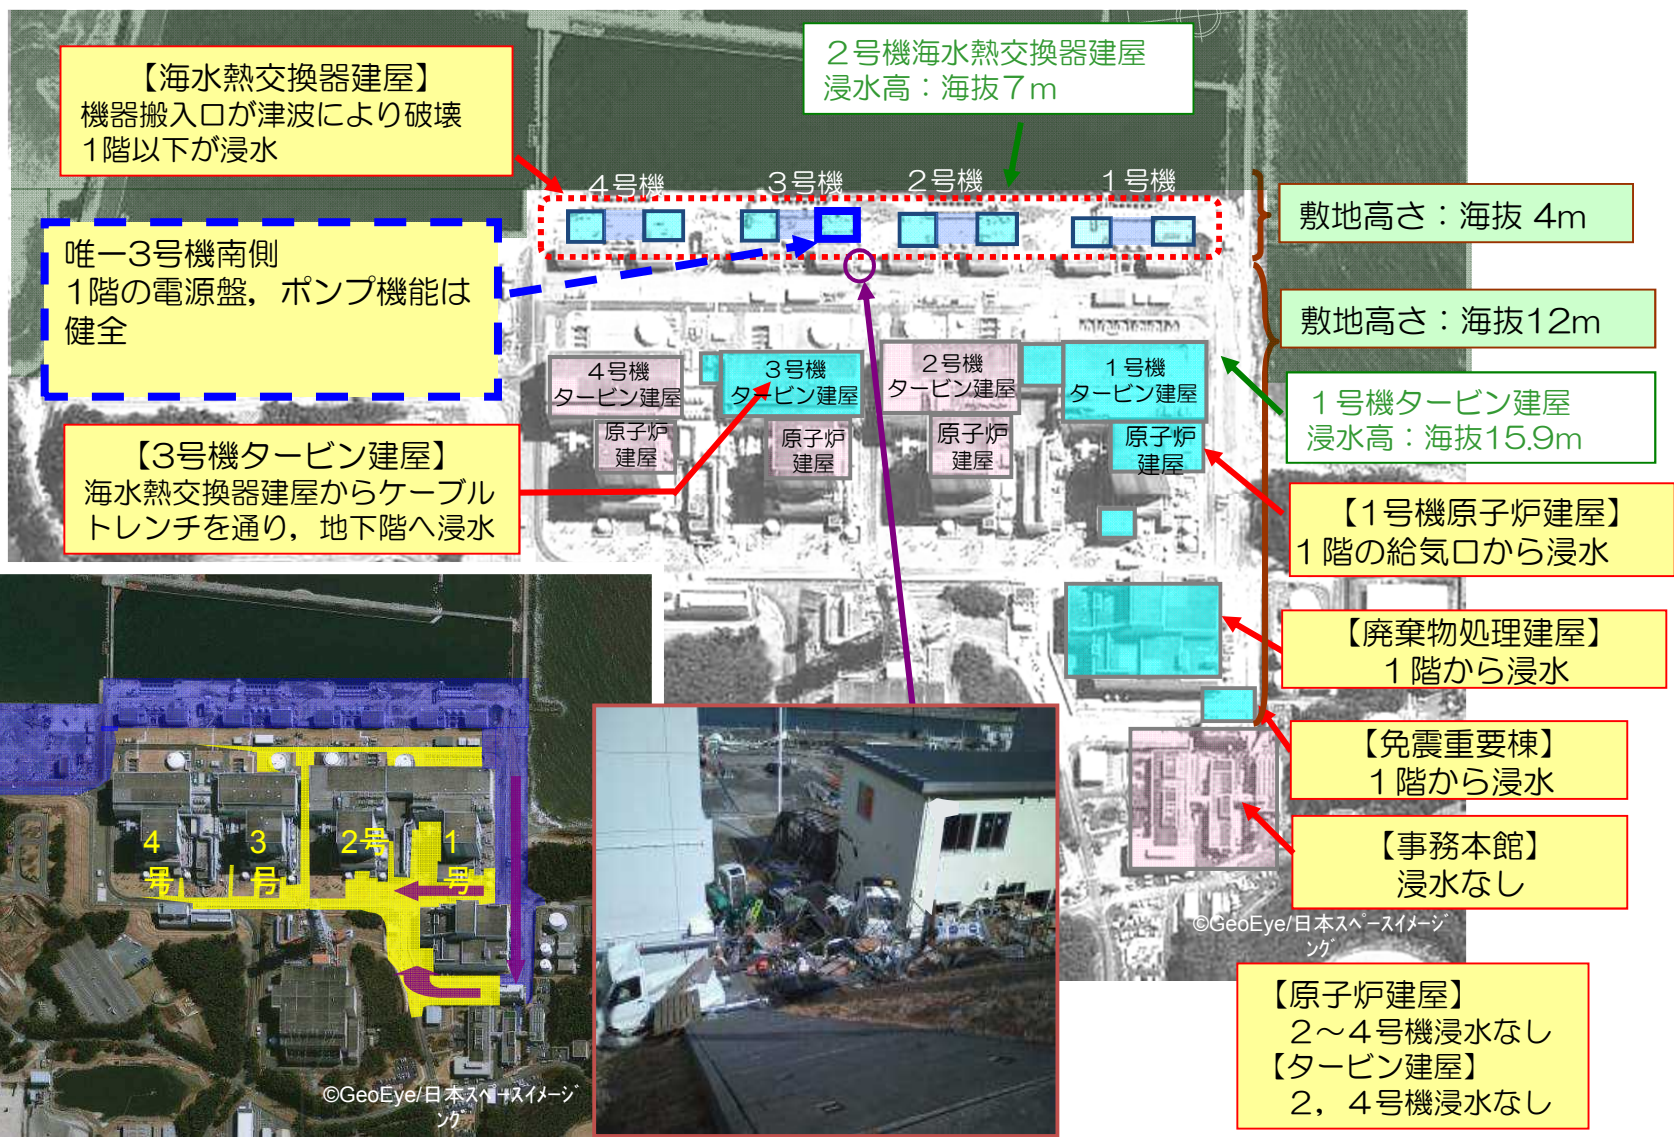 【海水熱交換器建屋】
機器搬入口が津波により破壊
1階以下が浸水
２号機海水熱交換器建屋
浸水高：海抜７m
４号機
３号機
２号機
１号機
敷地高さ：海抜 4m
唯一3号機南側
1階の電源盤，ポンプ機能は
健全
敷地高さ：海抜12m
４号機
タービン建屋
３号機
タービン建屋
２号機
タービン建屋
１号機
タービン建屋
１号機タービン建屋
浸水高：海抜15.9m
原子炉
建屋
原子炉
建屋
原子炉
建屋
原子炉
建屋
【3号機タービン建屋】
海水熱交換器建屋からケーブル
トレンチを通り，地下階へ浸水
【1号機原子炉建屋】
１階の給気口から浸水
【廃棄物処理建屋】
１階から浸水
【免震重要棟】
１階から浸水
【事務本館】
浸水なし
4
号
3
号
2号
1
号
©GeoEye/日本スペースイメージ
ング
©GeoEye/日本スペースイメージ
ング
【原子炉建屋】
２～４号機浸水なし
【タービン建屋】
２，４号機浸水なし